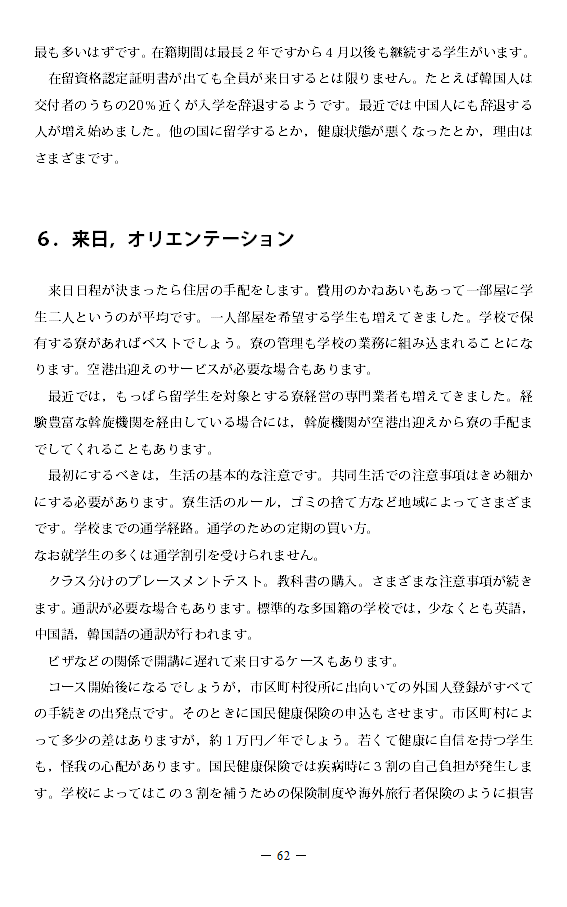 最も多いはずです。在籍期間は最長２年ですから４月以後も継続する学生がいます。
　在留資格認定証明書が出ても全員が来日するとは限りません。たとえば韓国人は
交付者のうちの20％近くが入学を辞退するようです。最近では中国人にも辞退する
人が増え始めました。他の国に留学するとか，健康状態が悪くなったとか，理由は
さまざまです。
６．来日，オリエンテーション
　来日日程が決まったら住居の手配をします。費用のかねあいもあって一部屋に学
生二人というのが平均です。一人部屋を希望する学生も増えてきました。学校で保
有する寮があればベストでしょう。寮の管理も学校の業務に組み込まれることにな
ります。空港出迎えのサービスが必要な場合もあります。
　最近では，もっぱら留学生を対象とする寮経営の専門業者も増えてきました。経
験豊富な斡旋機関を経由している場合には，斡旋機関が空港出迎えから寮の手配ま
でしてくれることもあります。
　最初にするべきは，生活の基本的な注意です。共同生活での注意事項はきめ細か
にする必要があります。寮生活のルール，ゴミの捨て方など地域によってさまざま
です。学校までの通学経路。通学のための定期の買い方。
なお就学生の多くは通学割引を受けられません。
　クラス分けのプレースメントテスト。教科書の購入。さまざまな注意事項が続き
ます。通訳が必要な場合もあります。標準的な多国籍の学校では，少なくとも英語，
中国語，韓国語の通訳が行われます。
　ビザなどの関係で開講に遅れて来日するケースもあります。
　コース開始後になるでしょうが，市区町村役所に出向いての外国人登録がすべて
の手続きの出発点です。そのときに国民健康保険の申込もさせます。市区町村によ
って多少の差はありますが，約１万円／年でしょう。若くて健康に自信を持つ学生
も，怪我の心配があります。国民健康保険では疾病時に３割の自己負担が発生しま
す。学校によってはこの３割を補うための保険制度や海外旅行者保険のように損害
― 62 ―